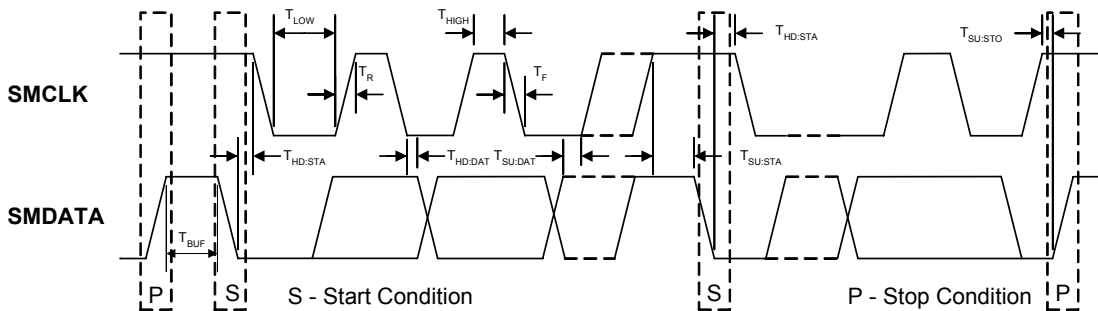 T_LOW T_HIGH T_HD:STA T_SU:STO
SMCLK T_R T_F
T_HD:STA T_HD:DAT T_SU:DAT T_SU:STA
SMDATA
T_BUF
P S S - Start Condition S P - Stop Condition P